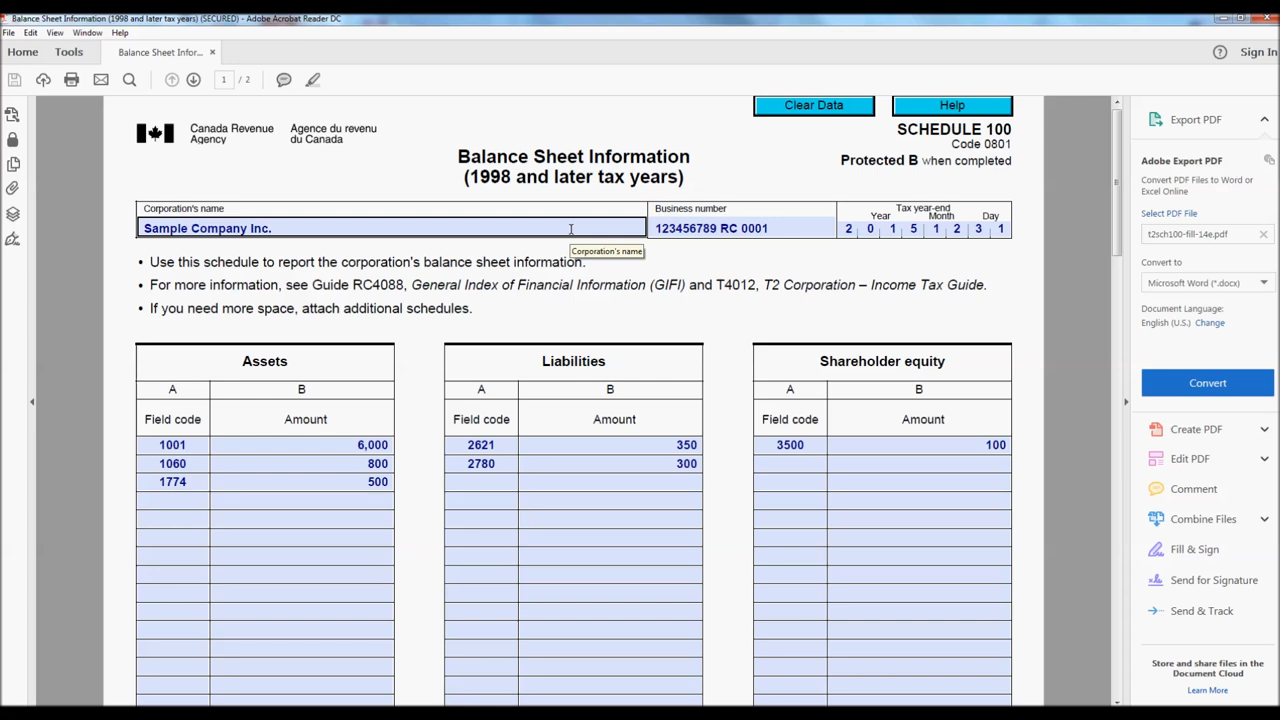 Balance Sheet Information (1998 and later tax years) (SECURED) - Adobe Acrobat Reader DC
File Edit View Window Help
Home Tools Balance Sheet Infor... × Sign In
1 / 2
Clear Data Help
Canada Revenue Agence du revenu
Agency du Canada
SCHEDULE 100
Code 0801
Balance Sheet Information
(1998 and later tax years)
Protected B when completed
Corporation's name Business number Tax year-end
Year Month Day
Sample Company Inc. 123456789 RC 0001 2 0 1 5 1 2 3 1
Corporation's name
• Use this schedule to report the corporation's balance sheet information.
• For more information, see Guide RC4088, General Index of Financial Information (GIFI) and T4012, T2 Corporation – Income Tax Guide.
• If you need more space, attach additional schedules.
Assets Liabilities Shareholder equity
A B A B A B
Field code Amount Field code Amount Field code Amount
1001 6,000 2621 350 3500 100
1060 800 2780 300
1774 500
Export PDF
Adobe Export PDF
Convert PDF Files to Word or
Excel Online
Select PDF File
t2sch100-fill-14e.pdf ×
Convert to
Microsoft Word (*.docx)
Document Language:
English (U.S.) Change
Convert
Create PDF
Edit PDF
Comment
Combine Files
Fill & Sign
Send for Signature
Send & Track
Store and share files in the
Document Cloud
Learn More